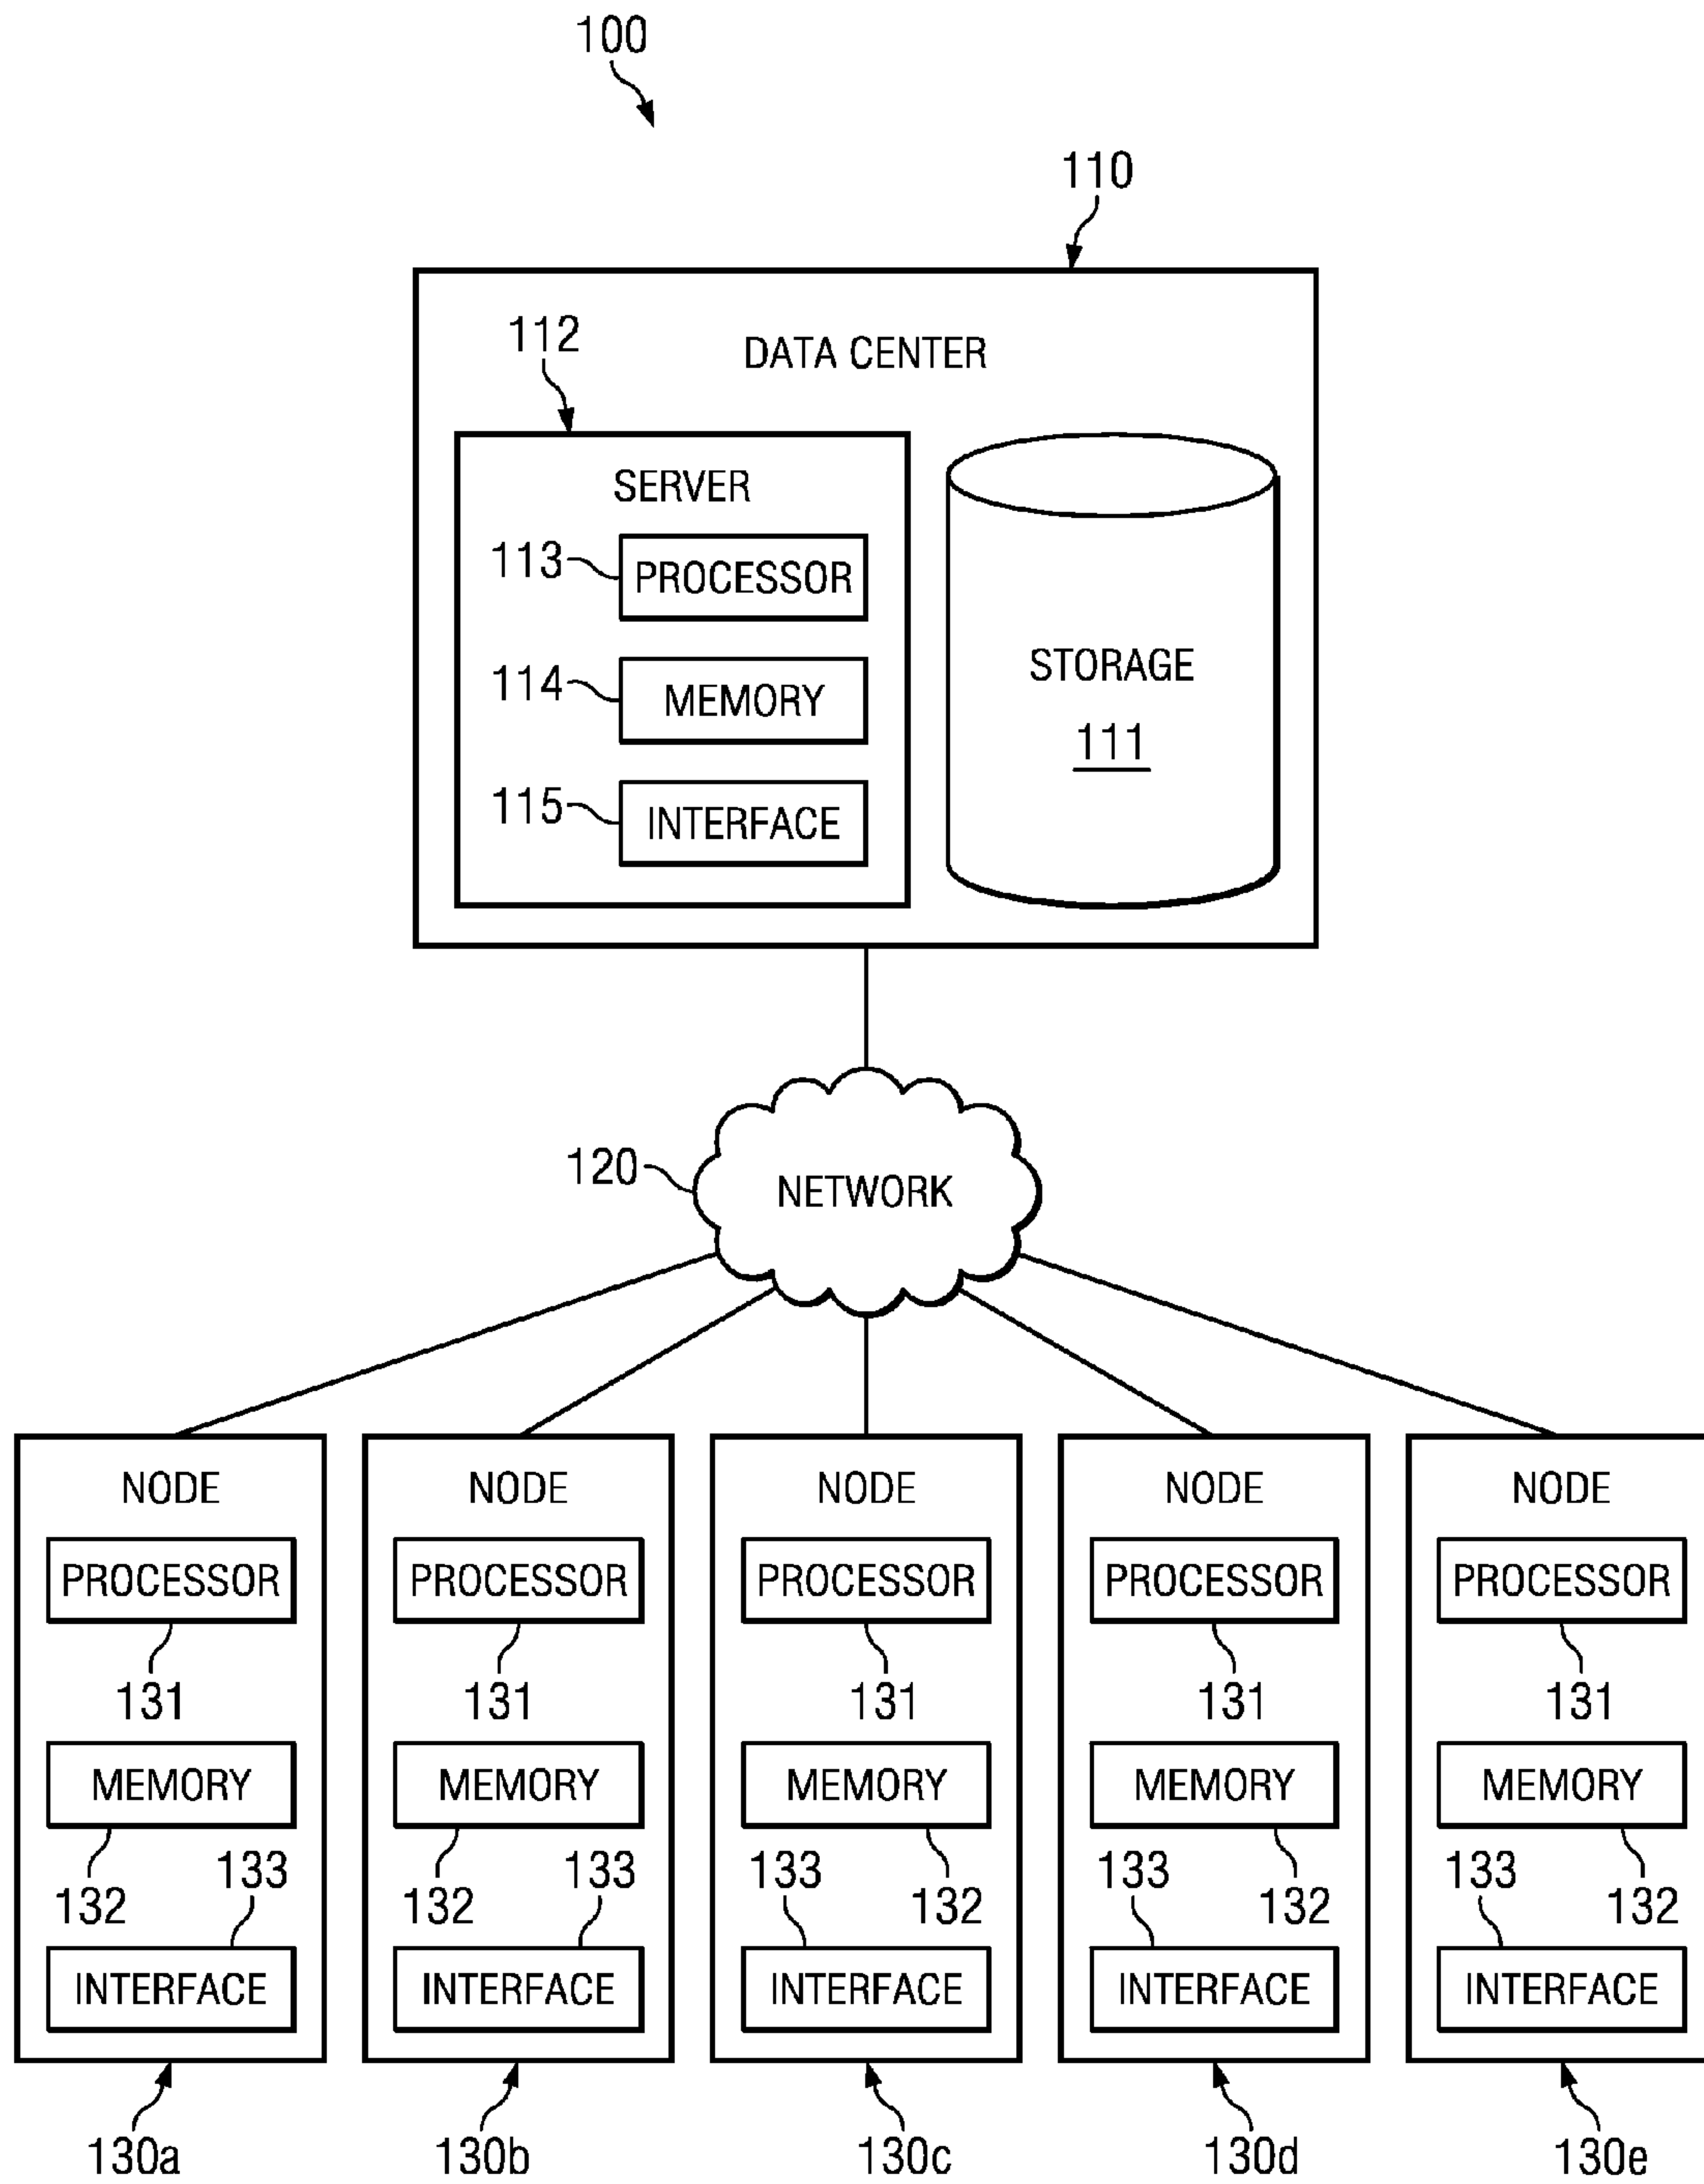 100
110
DATA CENTER
112
SERVER
113 PROCESSOR
114 MEMORY
115 INTERFACE
STORAGE
111
120 NETWORK
NODE NODE NODE NODE NODE
PROCESSOR PROCESSOR PROCESSOR PROCESSOR PROCESSOR
131 131 131 131 131
MEMORY MEMORY MEMORY MEMORY MEMORY
133 133 133 133 133
132 132 132 132 132
INTERFACE INTERFACE INTERFACE INTERFACE INTERFACE
130a 130b 130c 130d 130e